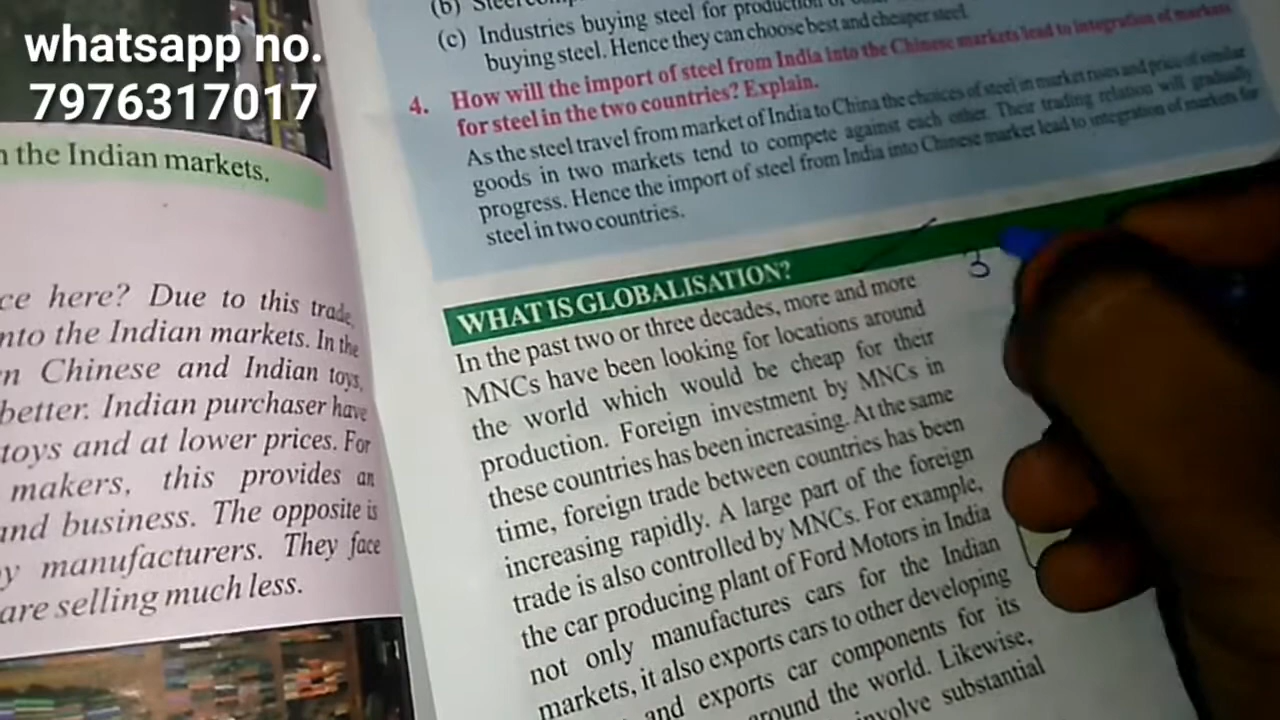 whatsapp no.
7976317017
n the Indian markets.
ce here? Due to this trade,
nto the Indian markets. In the
n Chinese and Indian toys,
better. Indian purchaser have
toys and at lower prices. For
makers, this provides an
and business. The opposite is
y manufacturers. They face
are selling much less.
(b)
(c) Industries buying steel for production of
buying steel. Hence they can choose best and cheaper steel.
4. How will the import of steel from India into the Chinese markets lead to integration of markets
for steel in the two countries? Explain.
As the steel travel from market of India to China the choices of steel in market rises and price of similar
goods in two markets tend to compete against each other. Their trading relation will gradually
progress. Hence the import of steel from India into Chinese market lead to integration of markets for
steel in two countries.
WHAT IS GLOBALISATION?
3
In the past two or three decades, more and more
MNCs have been looking for locations around
the world which would be cheap for their
production. Foreign investment by MNCs in
these countries has been increasing. At the same
time, foreign trade between countries has been
increasing rapidly. A large part of the foreign
trade is also controlled by MNCs. For example,
the car producing plant of Ford Motors in India
not only manufactures cars for the Indian
markets, it also exports cars to other developing
and exports car components for its
around the world. Likewise,
involve substantial